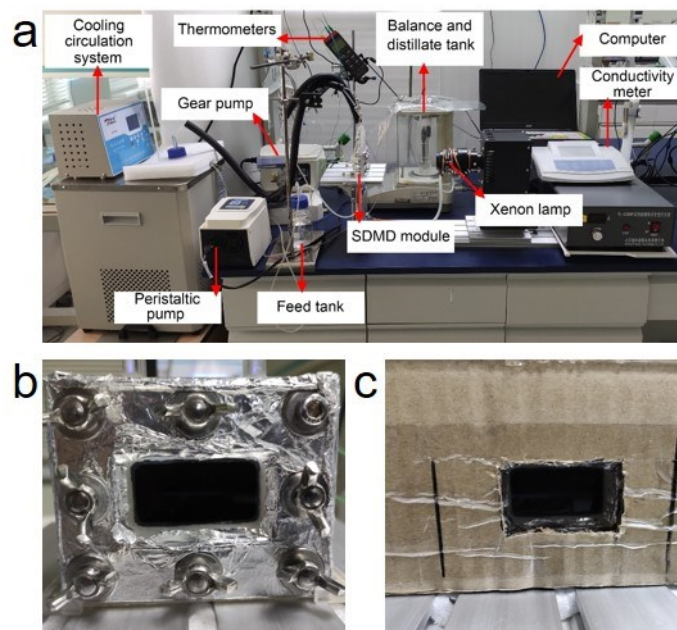 a
Cooling
circulation
system
Thermometers
Gear pump
Balance and
distillate tank
Computer
Conductivity
meter
Xenon lamp
SDMD module
Peristaltic
pump
Feed tank
b
c